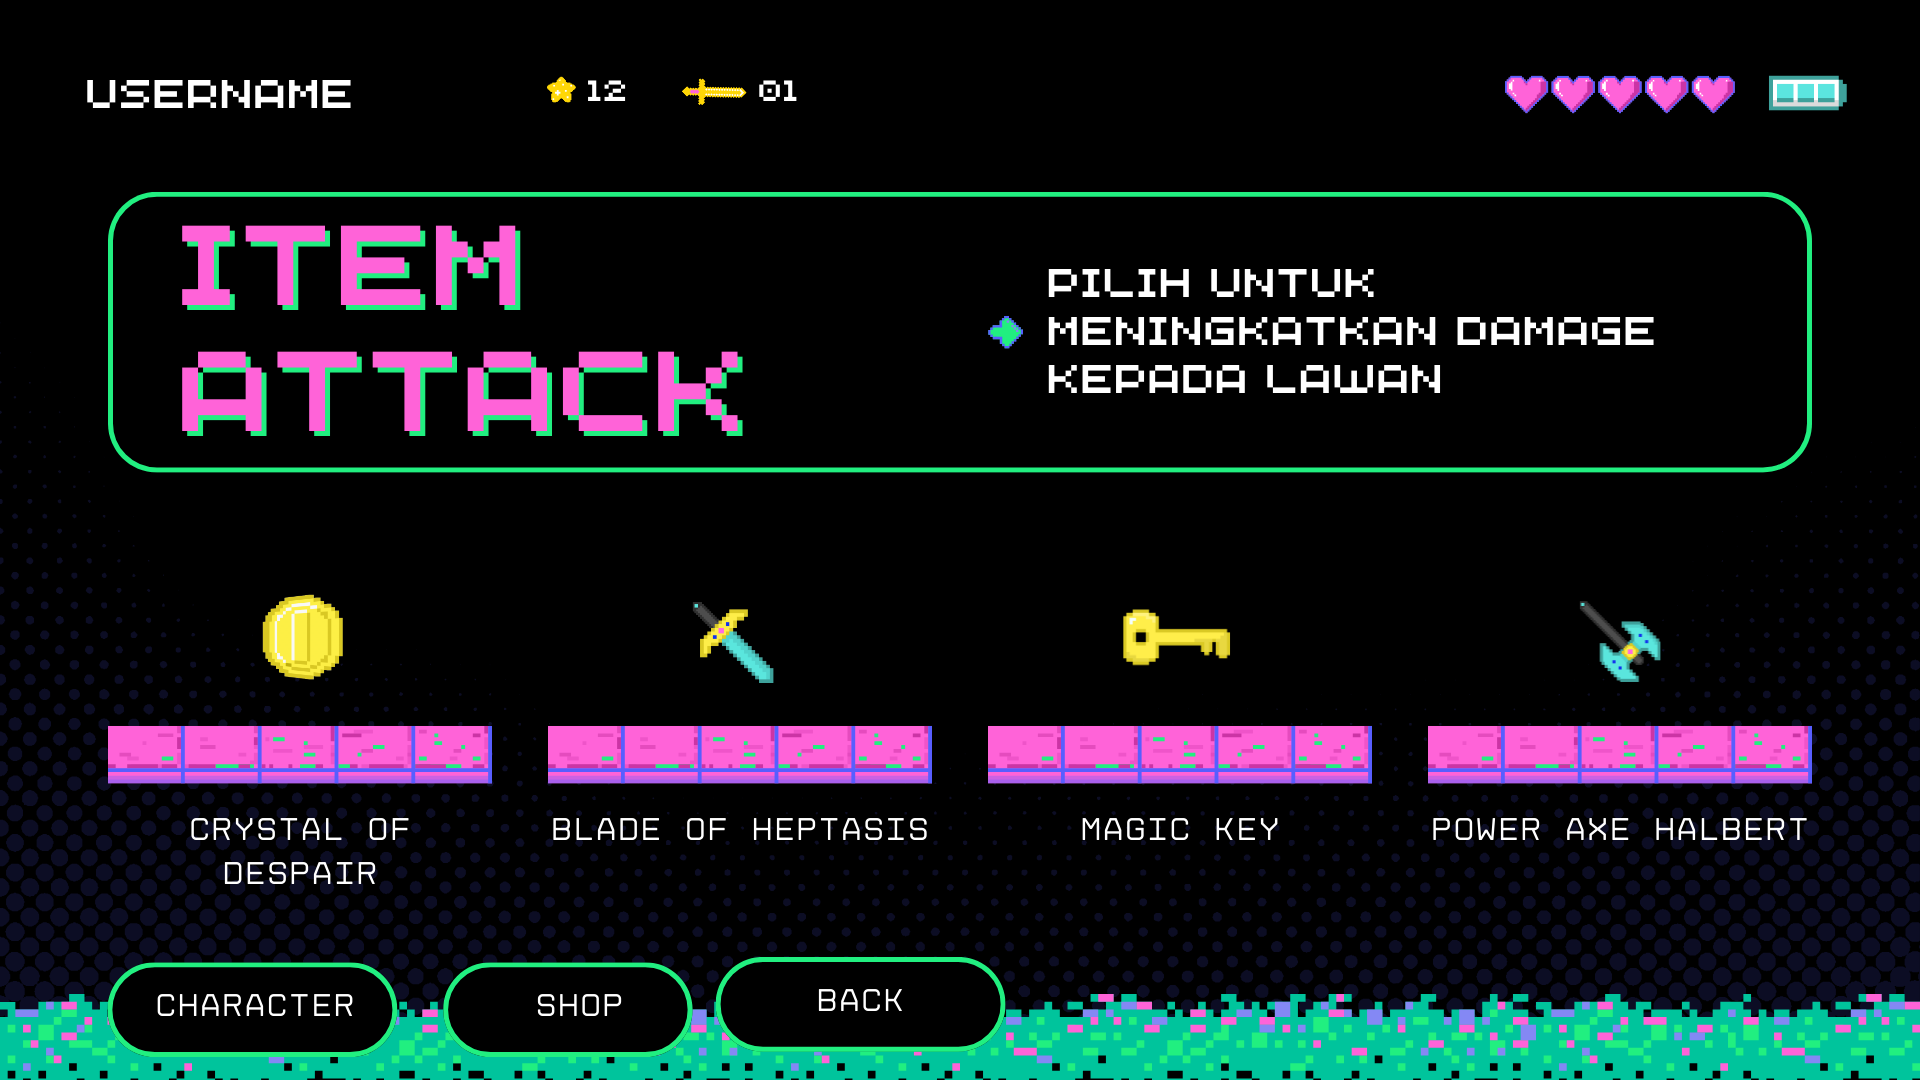 USERNAME 12 01
ITEM
ATTACK
PILIH UNTUK
MENINGKATKAN DAMAGE
KEPADA LAWAN
CRYSTAL OF
DESPAIR
BLADE OF HEPTASIS
MAGIC KEY
POWER AXE HALBERT
CHARACTER
SHOP
BACK